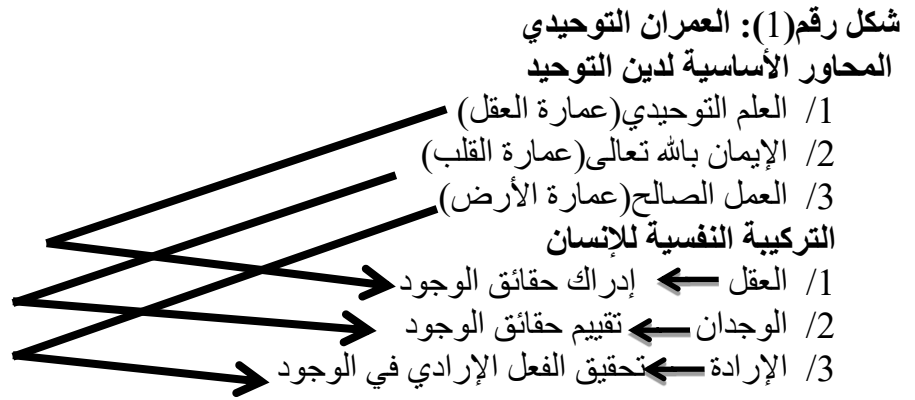 شكل رقم(1): العمران التوحيدي
المحاور الأساسية لدين التوحيد
1/ العلم التوحيدي(عمارة العقل)
2/ الإيمان بالله تعالى(عمارة القلب)
3/ العمل الصالح(عمارة الأرض)
التركيبة النفسية للإنسان
1/ العقل إدراك حقائق الوجود
2/ الوجدان تقييم حقائق الوجود
3/ الإرادة تحقيق الفعل الإرادي في الوجود